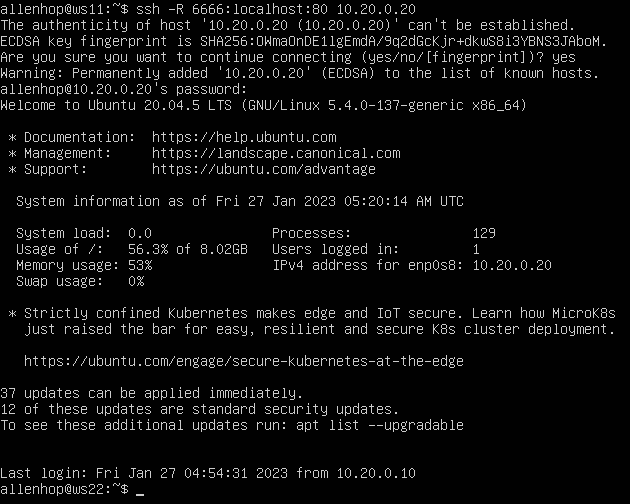 allenhop@ws11:~$ ssh -R 6666:localhost:80 10.20.0.20
The authenticity of host '10.20.0.20 (10.20.0.20)' can't be established.
ECDSA key fingerprint is SHA256:OWmaOnDE1lgEmdA/9q2dGcKjr+dkwS8i3YBNS3JAboM.
Are you sure you want to continue connecting (yes/no/[fingerprint])? yes
Warning: Permanently added '10.20.0.20' (ECDSA) to the list of known hosts.
allenhop@10.20.0.20's password:
Welcome to Ubuntu 20.04.5 LTS (GNU/Linux 5.4.0-137-generic x86_64)

 * Documentation:  https://help.ubuntu.com
 * Management:     https://landscape.canonical.com
 * Support:        https://ubuntu.com/advantage

  System information as of Fri 27 Jan 2023 05:20:14 AM UTC

  System load:  0.0               Processes:               129
  Usage of /:   56.3% of 8.02GB   Users logged in:         1
  Memory usage: 53%               IPv4 address for enp0s8: 10.20.0.20
  Swap usage:   0%

 * Strictly confined Kubernetes makes edge and IoT secure. Learn how MicroK8s
   just raised the bar for easy, resilient and secure K8s cluster deployment.

   https://ubuntu.com/engage/secure-kubernetes-at-the-edge

37 updates can be applied immediately.
12 of these updates are standard security updates.
To see these additional updates run: apt list --upgradable


Last login: Fri Jan 27 04:54:31 2023 from 10.20.0.10
allenhop@ws22:~$ _